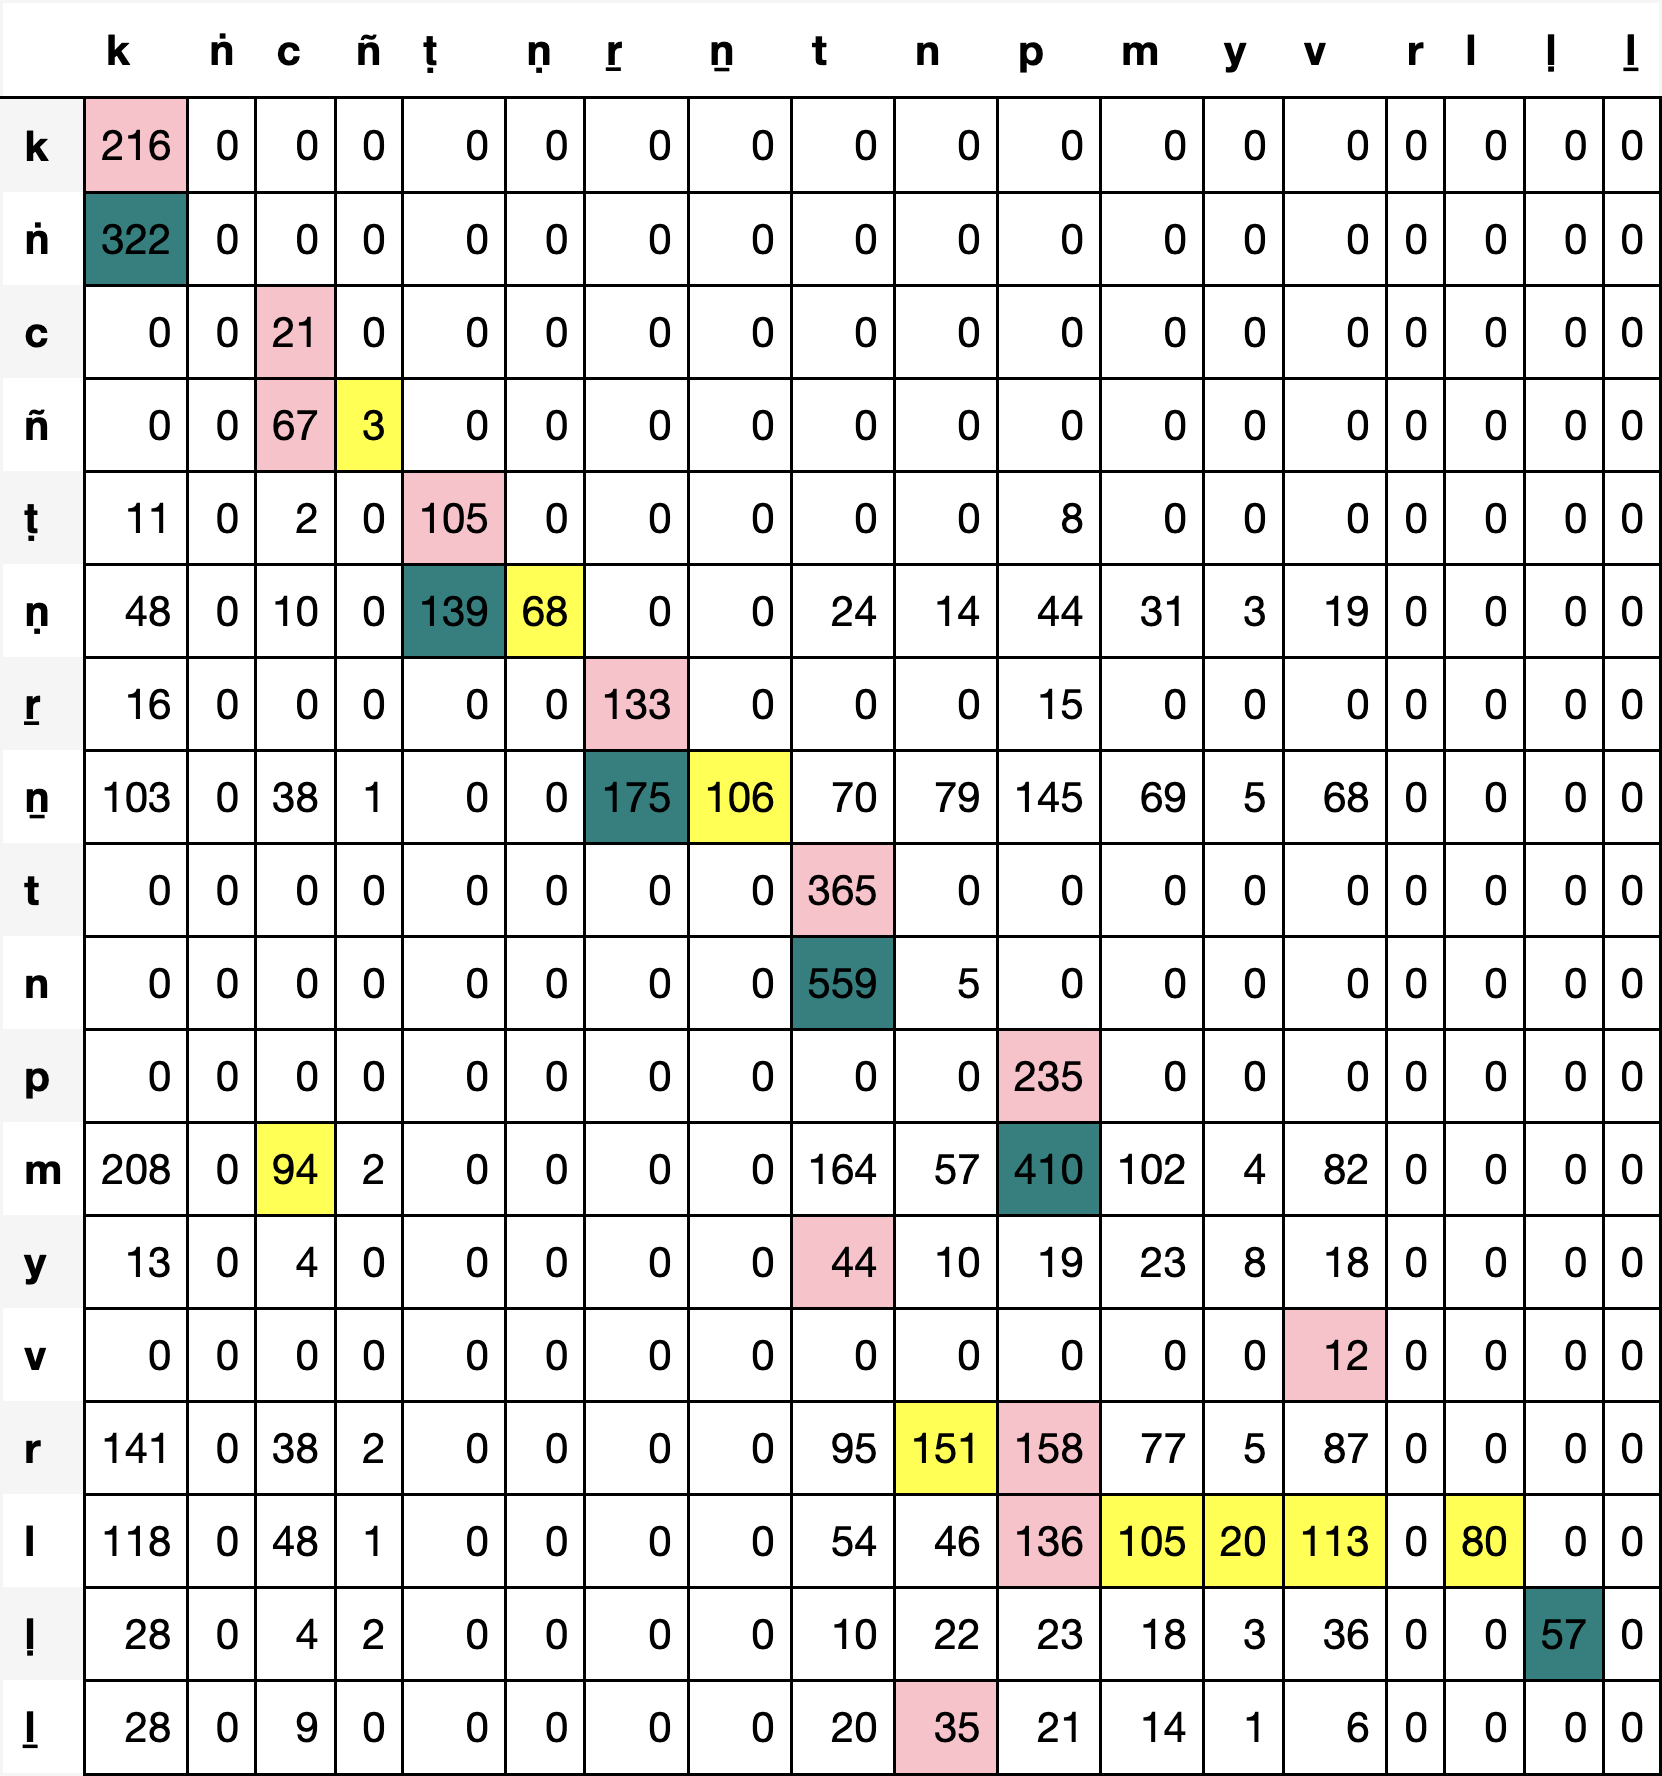 k ṅ c ñ ṭ ṇ ṟ ṉ t n p m y v r l ḷ ḻ
k 216 0 0 0 0 0 0 0 0 0 0 0 0 0 0 0 0 0
ṅ 322 0 0 0 0 0 0 0 0 0 0 0 0 0 0 0 0 0
c 0 0 21 0 0 0 0 0 0 0 0 0 0 0 0 0 0 0
ñ 0 0 67 3 0 0 0 0 0 0 0 0 0 0 0 0 0 0
ṭ 11 0 2 0 105 0 0 0 0 0 8 0 0 0 0 0 0 0
ṇ 48 0 10 0 139 68 0 0 24 14 44 31 3 19 0 0 0 0
ṟ 16 0 0 0 0 0 133 0 0 0 15 0 0 0 0 0 0 0
ṉ 103 0 38 1 0 0 175 106 70 79 145 69 5 68 0 0 0 0
t 0 0 0 0 0 0 0 0 365 0 0 0 0 0 0 0 0 0
n 0 0 0 0 0 0 0 0 559 5 0 0 0 0 0 0 0 0
p 0 0 0 0 0 0 0 0 0 0 235 0 0 0 0 0 0 0
m 208 0 94 2 0 0 0 0 164 57 410 102 4 82 0 0 0 0
y 13 0 4 0 0 0 0 0 44 10 19 23 8 18 0 0 0 0
v 0 0 0 0 0 0 0 0 0 0 0 0 0 12 0 0 0 0
r 141 0 38 2 0 0 0 0 95 151 158 77 5 87 0 0 0 0
l 118 0 48 1 0 0 0 0 54 46 136 105 20 113 0 80 0 0
ḷ 28 0 4 2 0 0 0 0 10 22 23 18 3 36 0 0 57 0
ḻ 28 0 9 0 0 0 0 0 20 35 21 14 1 6 0 0 0 0